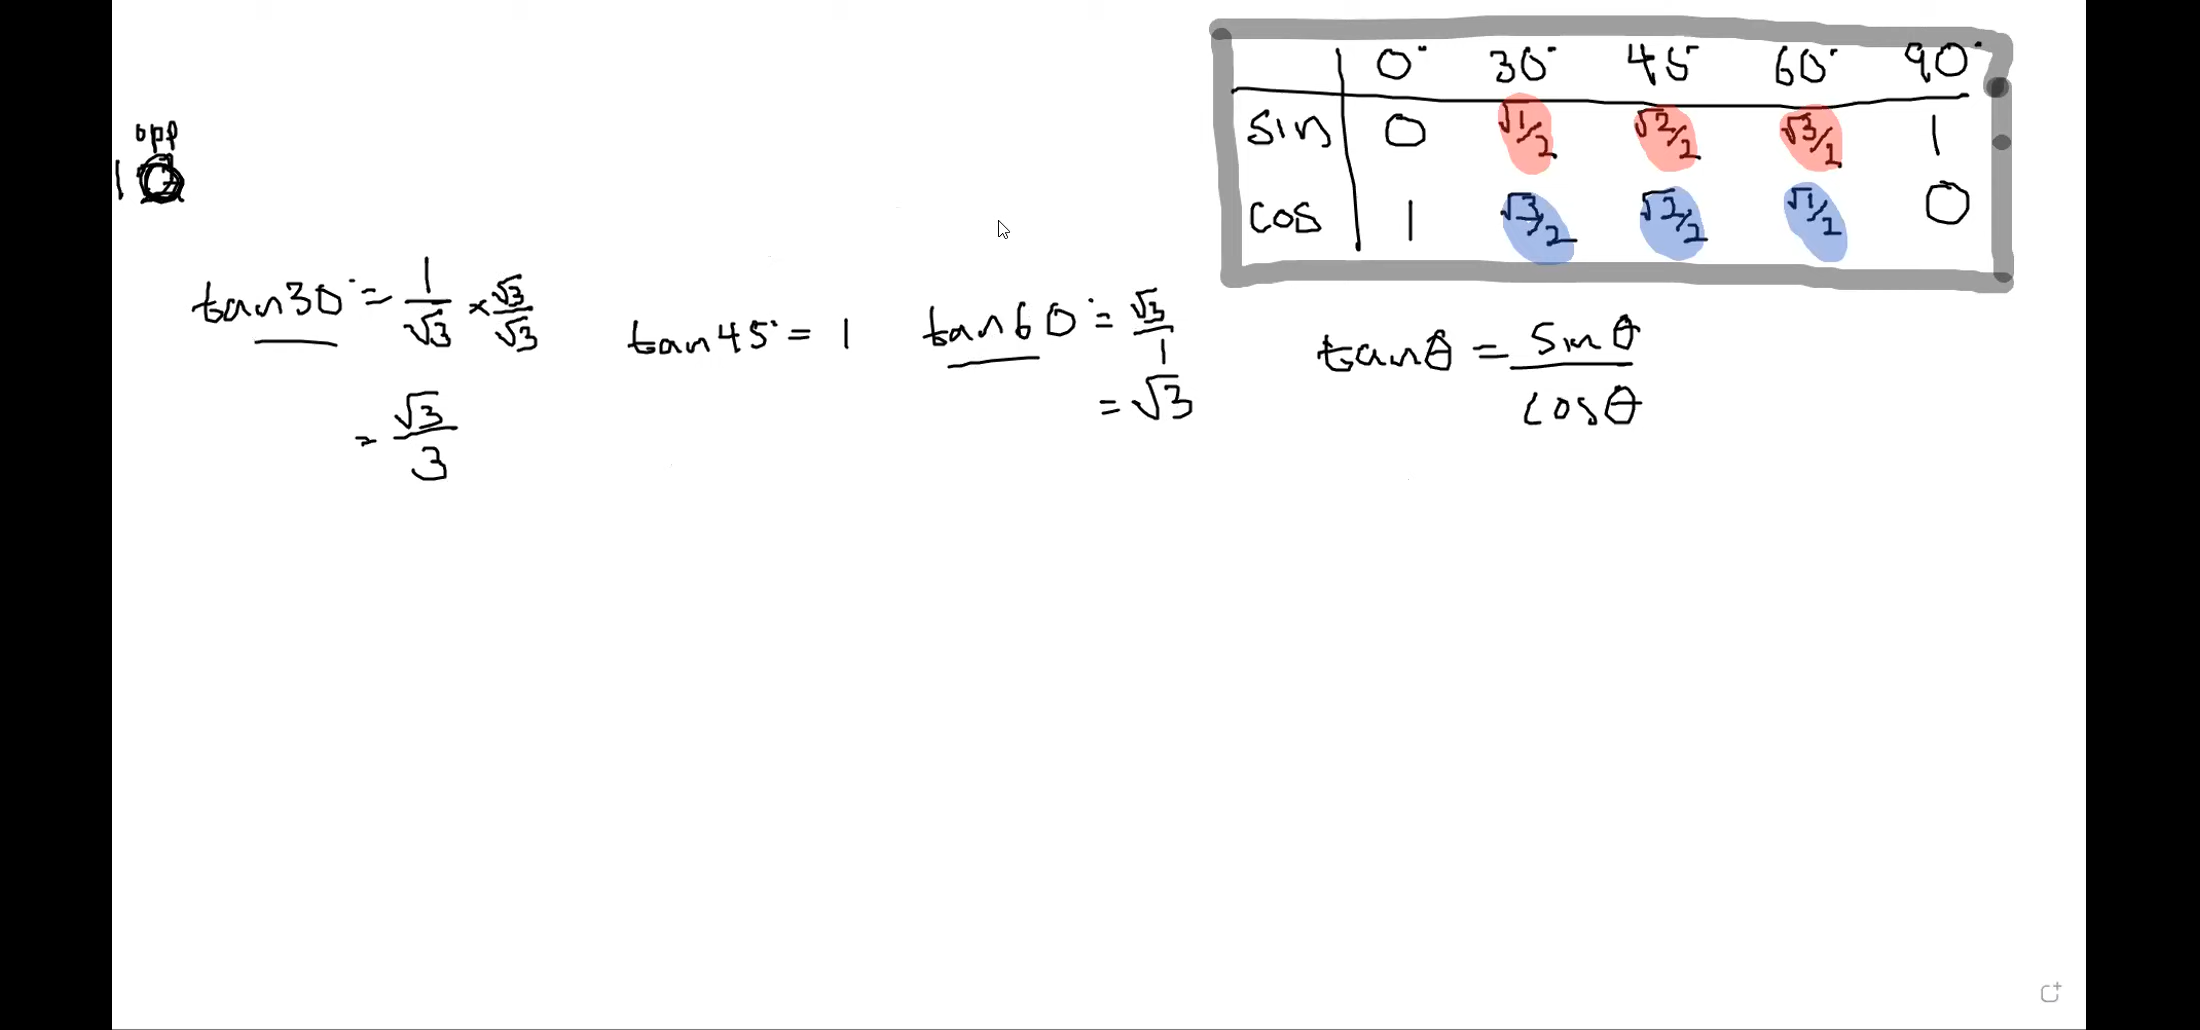 0° 30° 45° 60° 90°
sin 0 √1/2 √2/2 √3/2 1
cos 1 √3/2 √2/2 √1/2 0
opp
1
tan30° = 1/√3 × √3/√3
= √3/3
tan45° = 1
tan60° = √3/1
= √3
tanθ = sinθ/cosθ